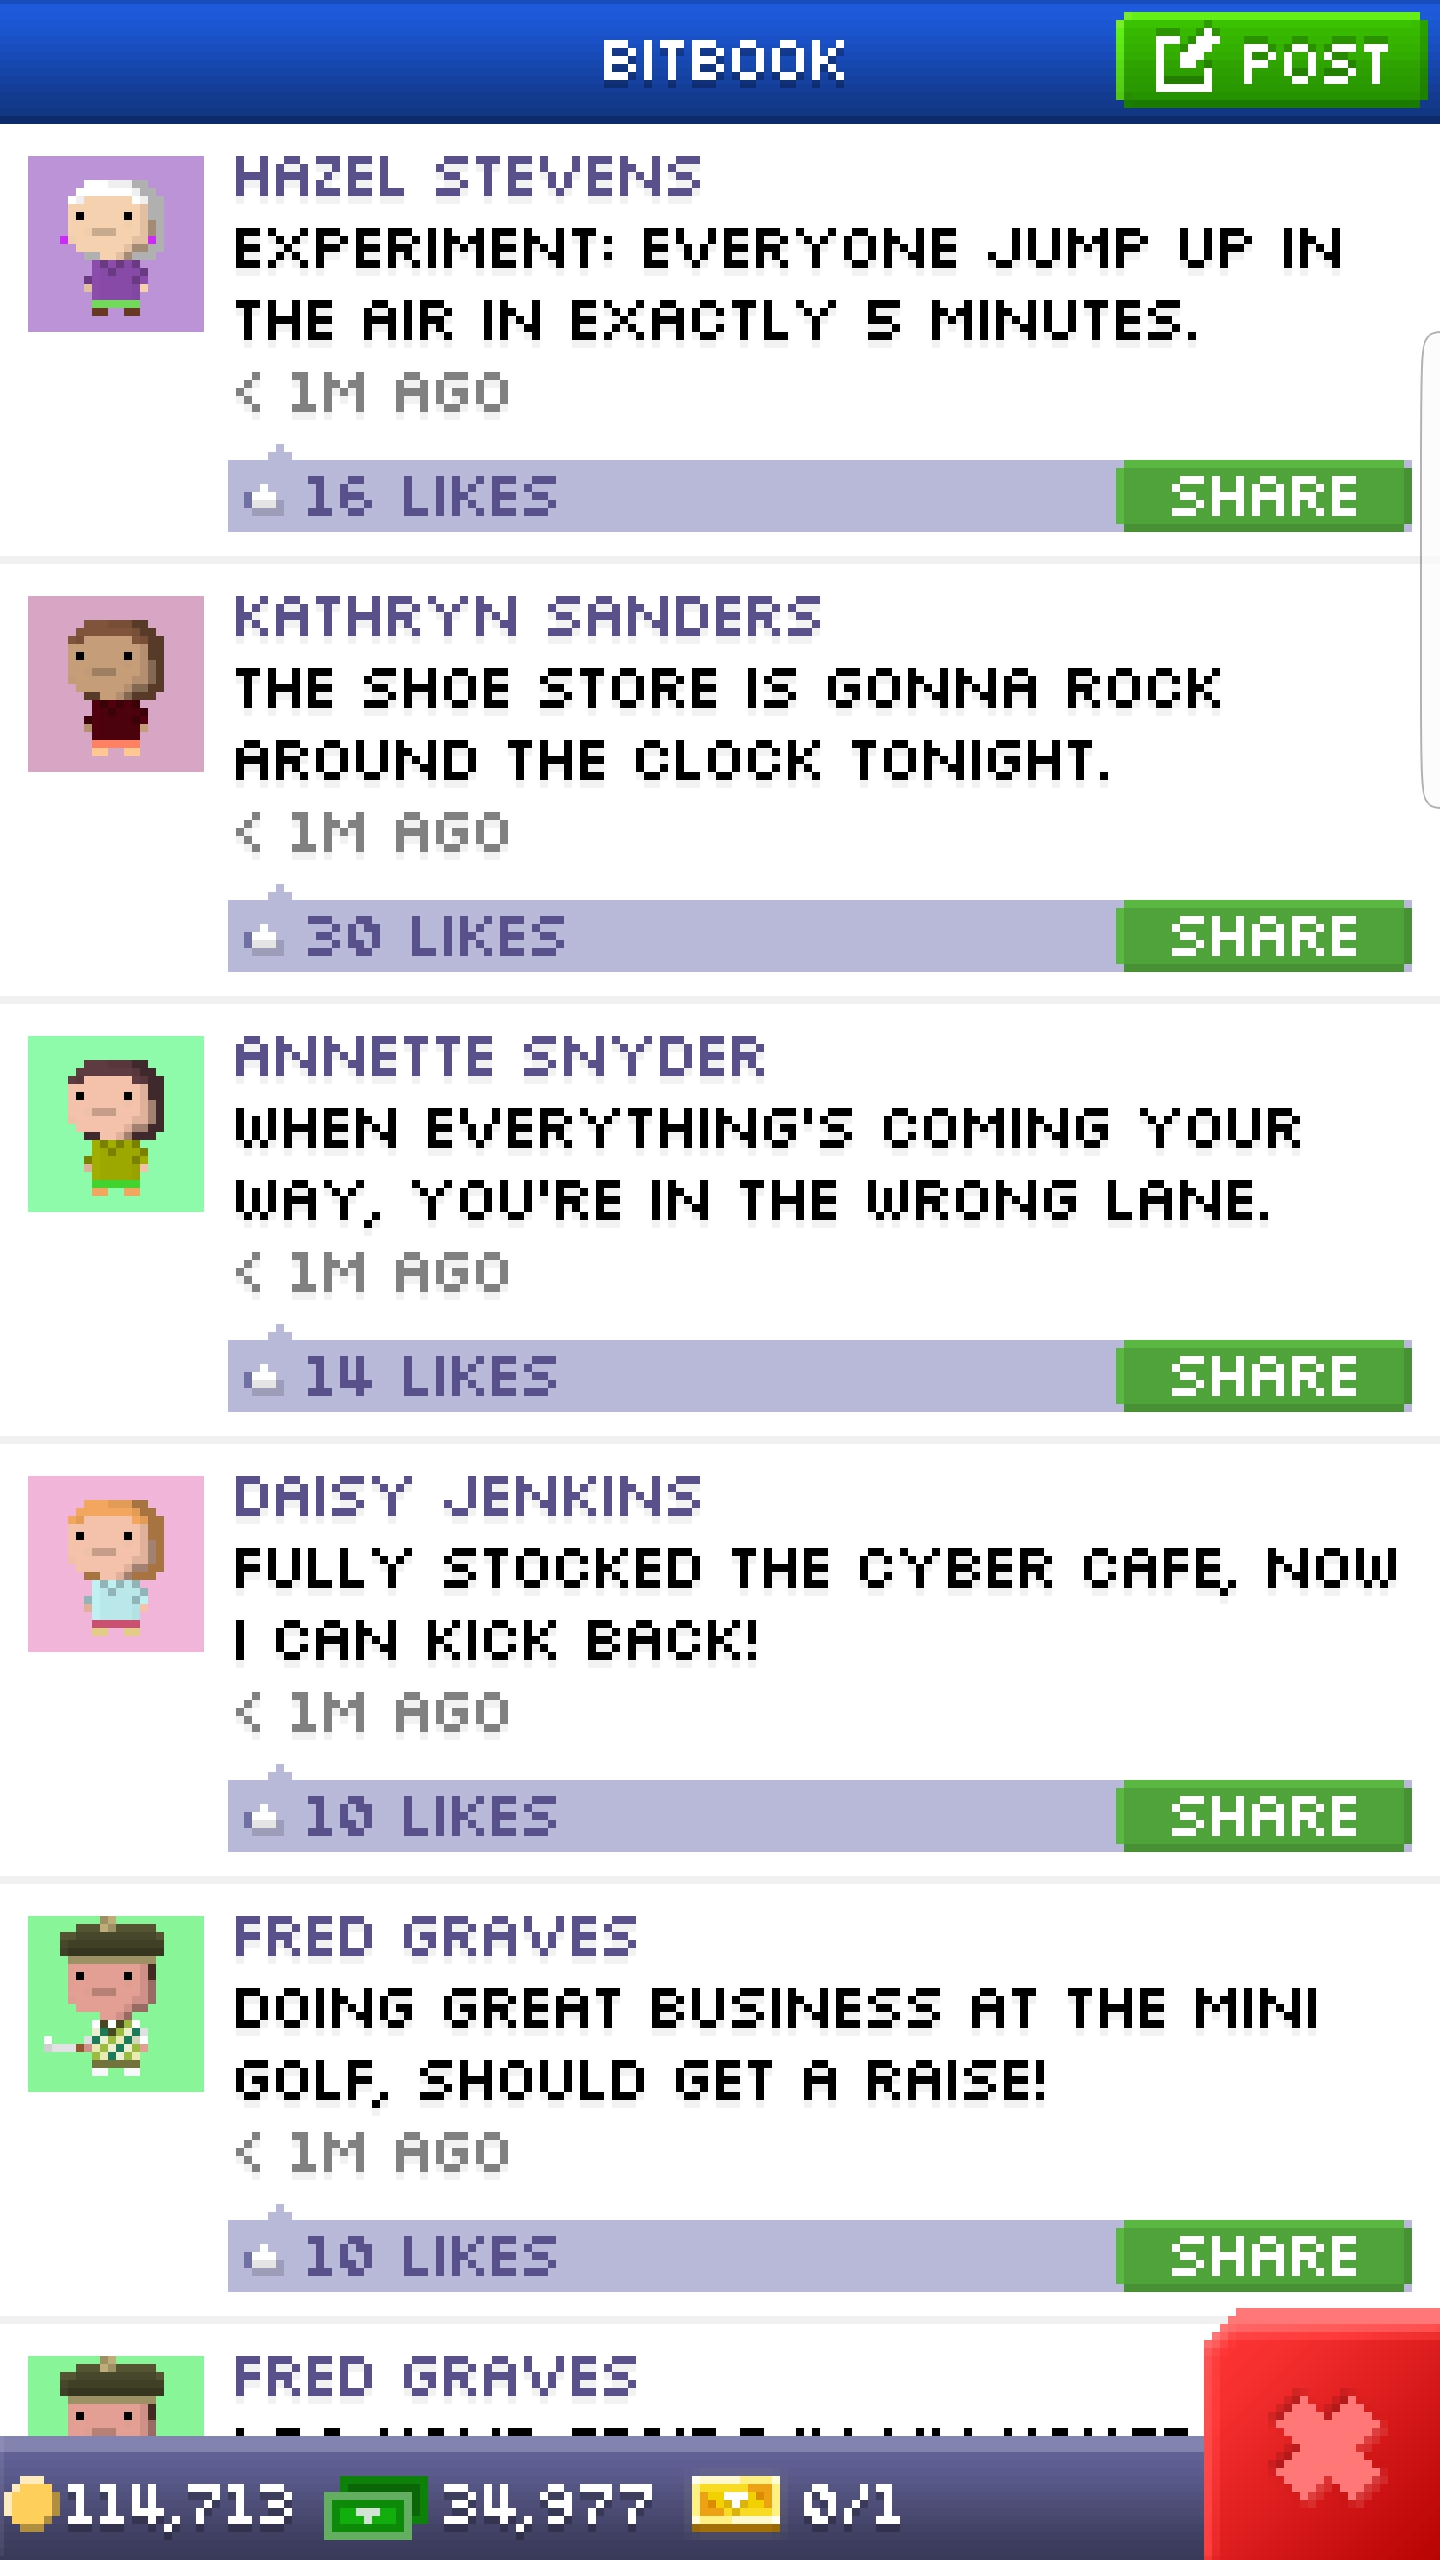 BITBOOK
POST
HAZEL STEVENS
EXPERIMENT: EVERYONE JUMP UP IN
THE AIR IN EXACTLY 5 MINUTES.
< 1M AGO
16 LIKES
SHARE
KATHRYN SANDERS
THE SHOE STORE IS GONNA ROCK
AROUND THE CLOCK TONIGHT.
< 1M AGO
30 LIKES
SHARE
ANNETTE SNYDER
WHEN EVERYTHING'S COMING YOUR
WAY, YOU'RE IN THE WRONG LANE.
< 1M AGO
14 LIKES
SHARE
DAISY JENKINS
FULLY STOCKED THE CYBER CAFE, NOW
I CAN KICK BACK!
< 1M AGO
10 LIKES
SHARE
FRED GRAVES
DOING GREAT BUSINESS AT THE MINI
GOLF, SHOULD GET A RAISE!
< 1M AGO
10 LIKES
SHARE
FRED GRAVES
114,713
34,977
0/1